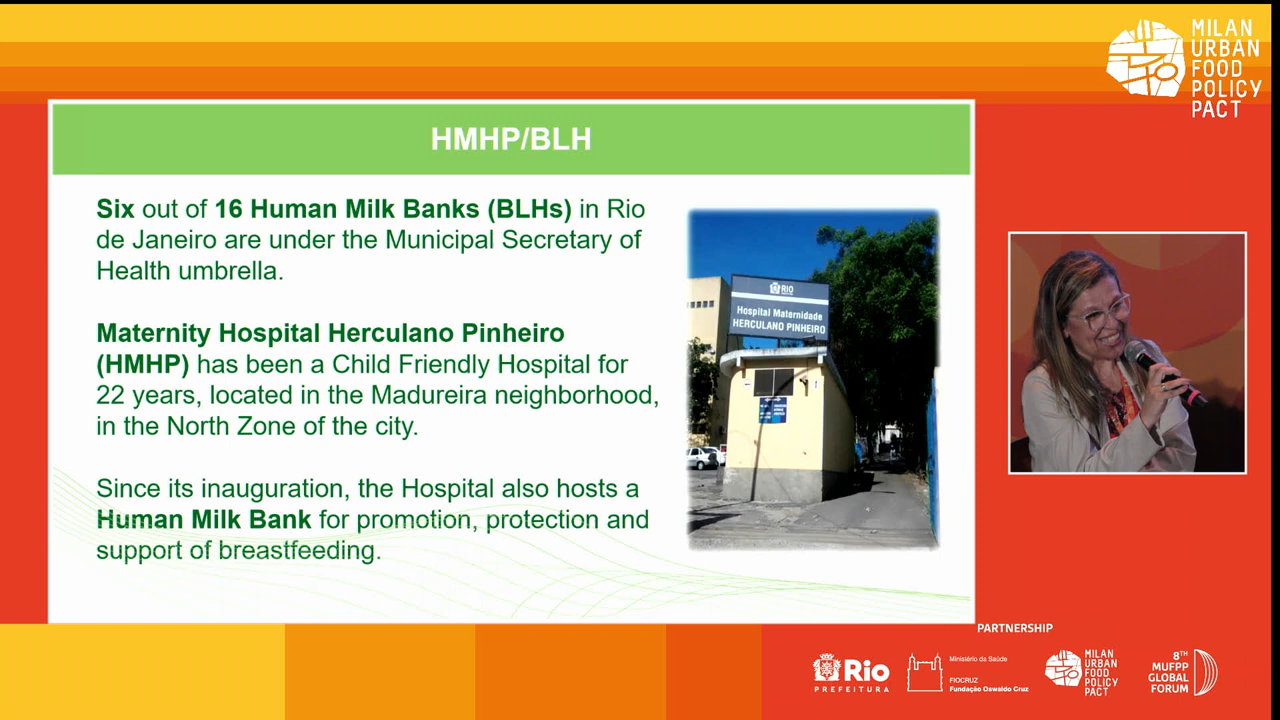 MILAN
URBAN
FOOD
POLICY
PACT
HMHP/BLH
Six out of 16 Human Milk Banks (BLHs) in Rio
de Janeiro are under the Municipal Secretary of
Health umbrella.
Maternity Hospital Herculano Pinheiro
(HMHP) has been a Child Friendly Hospital for
22 years, located in the Madureira neighborhood,
in the North Zone of the city.
Since its inauguration, the Hospital also hosts a
Human Milk Bank for promotion, protection and
support of breastfeeding.
RIO
Hospital Maternidade
HERCULANO PINHEIRO
PARTNERSHIP
Rio
PREFEITURA
Ministério da Saúde
FIOCRUZ
Fundação Oswaldo Cruz
MILAN
URBAN
FOOD
POLICY
PACT
8TH
MUFPP
GLOBAL
FORUM